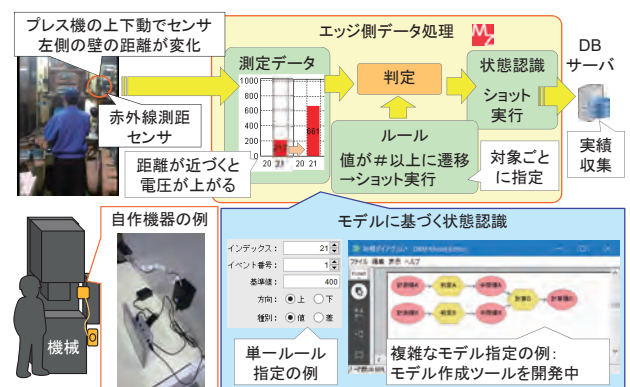 プレス機の上下動でセンサ
左側の壁の距離が変化
エッジ側データ処理
DB
サーバ
測定データ
判定
状態認識
ショット
実行
1000
800
600
400
200
0
217
661
20 21 20 21
赤外線測距
センサ
ルール
値が#以上に遷移
→ショット実行
対象ごと
に指定
実績
収集
距離が近づくと
電圧が上がる
自作機器の例
機械
モデルに基づく状態認識
インデックス: 21
イベント番号: 1
基準値: 400
方向: 上 下
種別: 値 差
ファイル 編集 表示 ヘルプ
単一ルール
指定の例
複雑なモデル指定の例:
モデル作成ツールを開発中